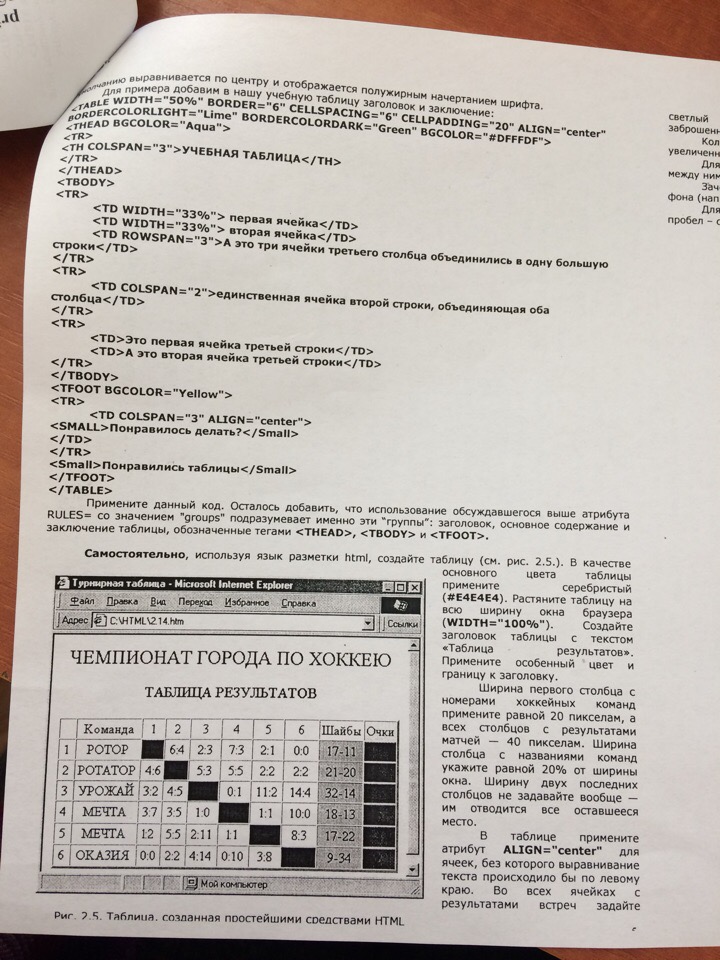 умолчанию выравнивается по центру и отображается полужирным начертанием шрифта.
Для примера добавим в нашу учебную таблицу заголовок и заключение:
<TABLE WIDTH="50%" BORDER="6" CELLSPACING="6" CELLPADDING="20" ALIGN="center"
BORDERCOLORLIGHT="Lime" BORDERCOLORDARK="Green" BGCOLOR="#DFFFDF">
<THEAD BGCOLOR="Aqua">
<TR>
<TH COLSPAN="3">УЧЕБНАЯ ТАБЛИЦА</TH>
</TR>
</THEAD>
<TBODY>
<TR>
<TD WIDTH="33%"> первая ячейка</TD>
<TD WIDTH="33%"> вторая ячейка</TD>
<TD ROWSPAN="3">А это три ячейки третьего столбца объединились в одну большую
строки</TD>
</TR>
<TR>
<TD COLSPAN="2">единственная ячейка второй строки, объединяющая оба
столбца</TD>
</TR>
<TR>
<TD>Это первая ячейка третьей строки</TD>
<TD>А это вторая ячейка третьей строки</TD>
</TR>
</TBODY>
<TFOOT BGCOLOR="Yellow">
<TR>
<TD COLSPAN="3" ALIGN="center">
<SMALL>Понравилось делать?</Small>
</TD>
</TR>
<Small>Понравились таблицы</Small>
</TFOOT>
</TABLE>
Примените данный код. Осталось добавить, что использование обсуждавшегося выше атрибута
RULES= со значением "groups" подразумевает именно эти “группы”: заголовок, основное содержание и
заключение таблицы, обозначенные тегами <THEAD>, <TBODY> и <TFOOT>.
Самостоятельно, используя язык разметки html, создайте таблицу (см. рис. 2.5.). В качестве
основного цвета таблицы
примените серебристый
(#E4E4E4). Растяните таблицу на
всю ширину окна браузера
(WIDTH="100%"). Создайте
заголовок таблицы с текстом
«Таблица результатов».
Примените особенный цвет и
границу к заголовку.
Ширина первого столбца с
номерами хоккейных команд
примените равной 20 пикселам, а
всех столбцов с результатами
матчей — 40 пикселам. Ширина
столбца с названиями команд
укажите равной 20% от ширины
окна. Ширину двух последних
столбцов не задавайте вообще —
им отводится все оставшееся
место.
В таблице примените
атрибут ALIGN="center" для
ячеек, без которого выравнивание
текста происходило бы по левому
краю. Во всех ячейках с
результатами встреч задайте
Турнирная таблица - Microsoft Internet Explorer
Файл Правка Вид Переход Избранное Справка
Адрес C:\HTML\2.14.htm Ссылки
ЧЕМПИОНАТ ГОРОДА ПО ХОККЕЮ
ТАБЛИЦА РЕЗУЛЬТАТОВ
Команда 1 2 3 4 5 6 Шайбы Очки
1 РОТОР 6:4 2:3 7:3 2:1 0:0 17-11
2 РОТАТОР 4:6 5:3 5:5 2:2 2:2 21-20
3 УРОЖАЙ 3:2 4:5 0:1 11:2 14:4 32-14
4 МЕЧТА 3:7 3:5 1:0 1:1 10:0 18-13
5 МЕЧТА 1:2 5:5 2:11 1:1 8:3 17-22
6 ОКАЗИЯ 0:0 2:2 4:14 0:10 3:8 9-34
Мой компьютер
Рис. 2.5. Таблица, созданная простейшими средствами HTML
светлый
заброшенн
Кол
увеличенн
Для
между ним
Заче
фона (нап
Для
пробел – с